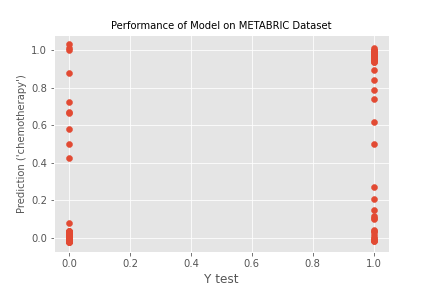 Performance of Model on METABRIC Dataset
Prediction ('chemotherapy')
1.0
0.8
0.6
0.4
0.2
0.0
0.0 0.2 0.4 0.6 0.8 1.0
Y test